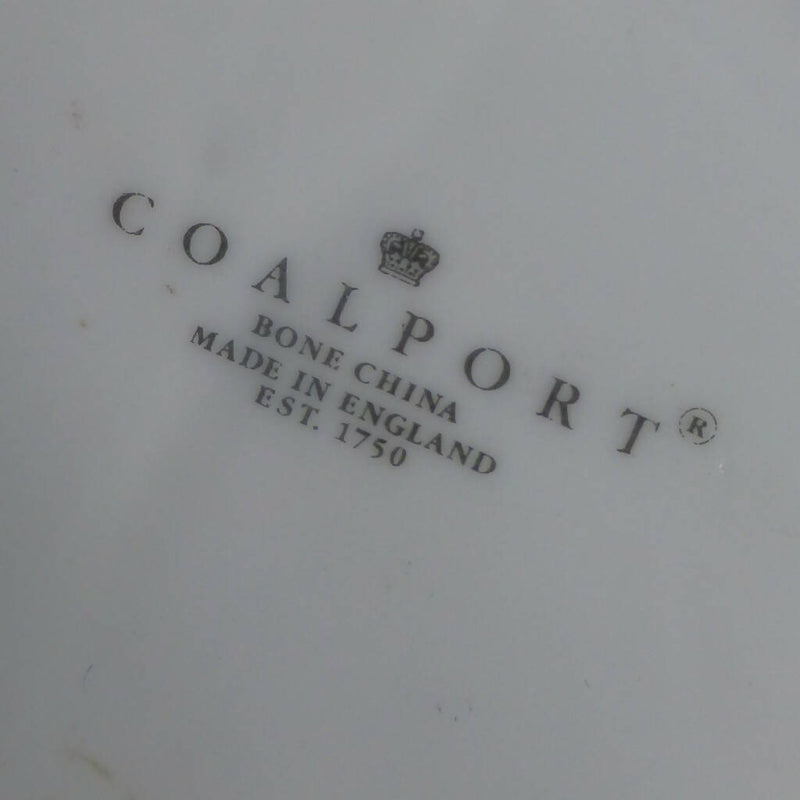 COALPORT®
BONE CHINA
MADE IN ENGLAND
EST. 1750